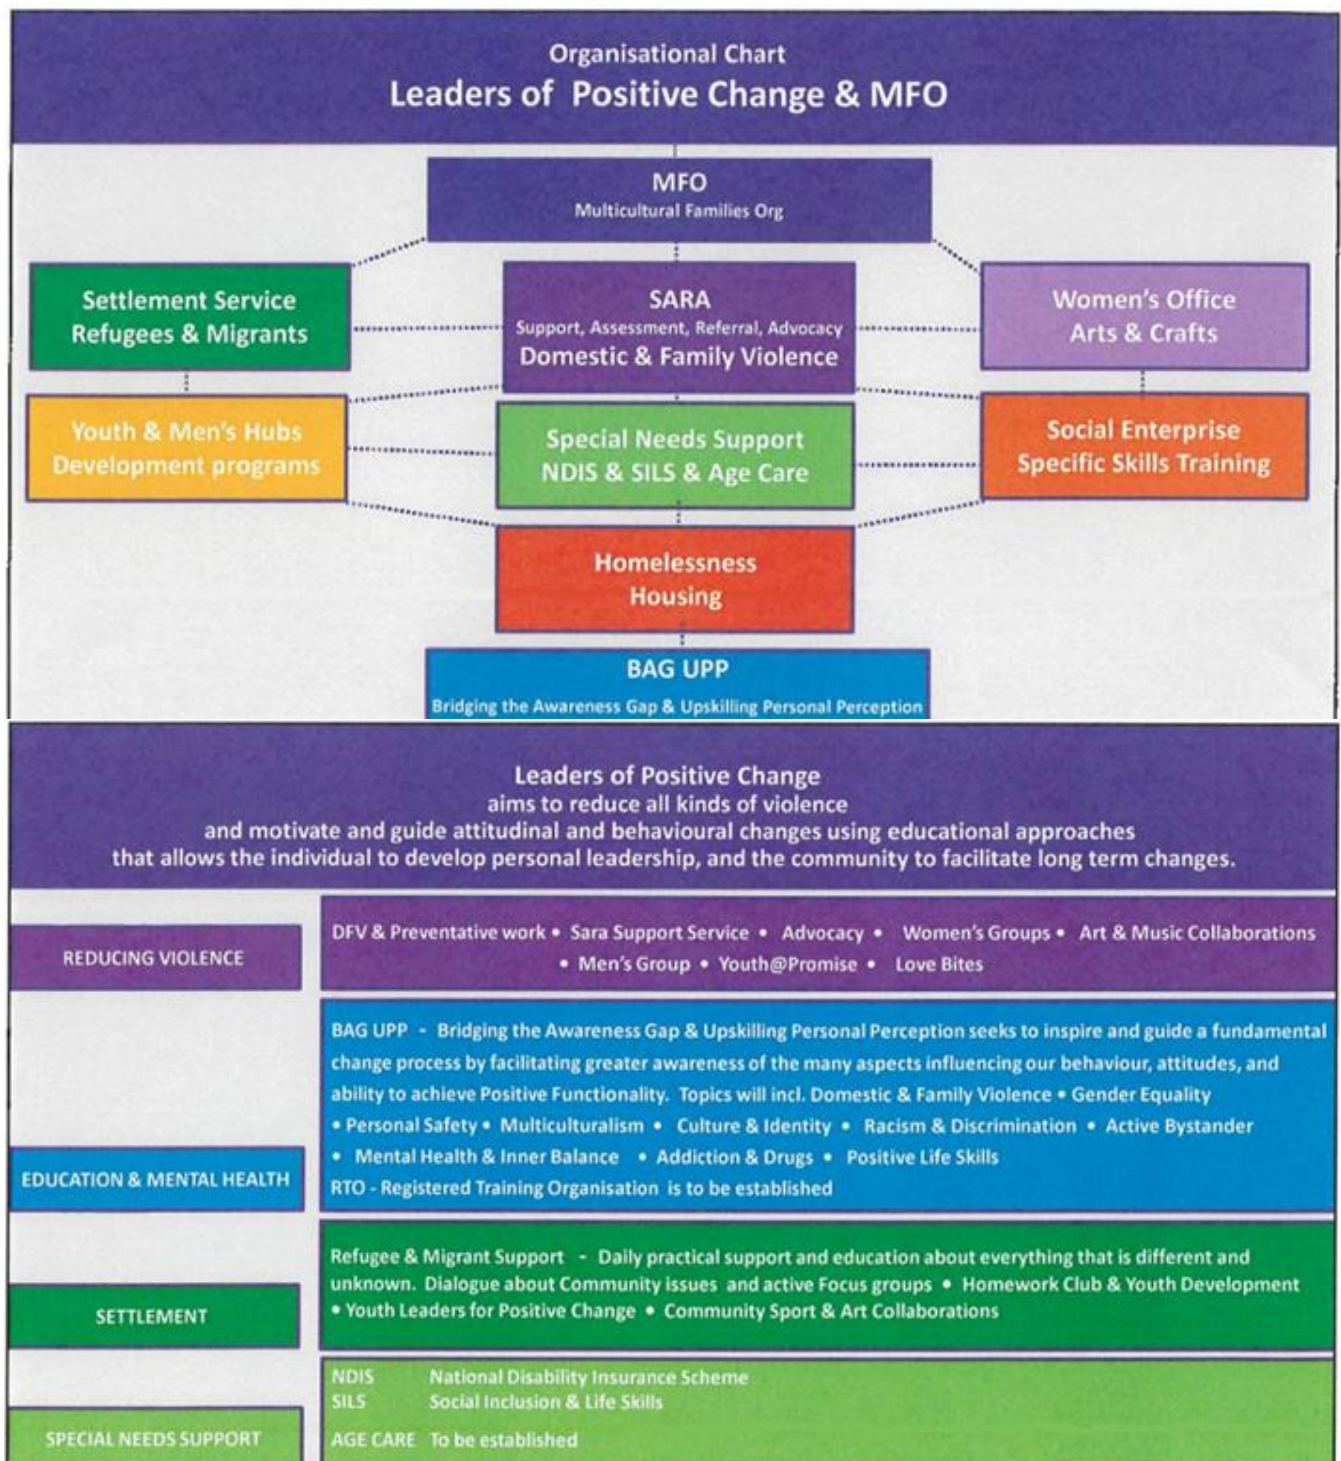 Organisational Chart
Leaders of Positive Change & MFO
MFO
Multicultural Families Org
Settlement Service
Refugees & Migrants
SARA
Support, Assessment, Referral, Advocacy
Domestic & Family Violence
Women's Office
Arts & Crafts
Youth & Men's Hubs
Development programs
Special Needs Support
NDIS & SILS & Age Care
Social Enterprise
Specific Skills Training
Homelessness
Housing
BAG UPP
Bridging the Awareness Gap & Upskilling Personal Perception
Leaders of Positive Change
aims to reduce all kinds of violence
and motivate and guide attitudinal and behavioural changes using educational approaches
that allows the individual to develop personal leadership, and the community to facilitate long term changes.
REDUCING VIOLENCE
DFV & Preventative work • Sara Support Service • Advocacy • Women's Groups • Art & Music Collaborations
• Men's Group • Youth@Promise • Love Bites
EDUCATION & MENTAL HEALTH
BAG UPP - Bridging the Awareness Gap & Upskilling Personal Perception seeks to inspire and guide a fundamental
change process by facilitating greater awareness of the many aspects influencing our behaviour, attitudes, and
ability to achieve Positive Functionality. Topics will incl. Domestic & Family Violence • Gender Equality
• Personal Safety • Multiculturalism • Culture & Identity • Racism & Discrimination • Active Bystander
• Mental Health & Inner Balance • Addiction & Drugs • Positive Life Skills
RTO - Registered Training Organisation is to be established
SETTLEMENT
Refugee & Migrant Support - Daily practical support and education about everything that is different and
unknown. Dialogue about Community issues and active Focus groups • Homework Club & Youth Development
• Youth Leaders for Positive Change • Community Sport & Art Collaborations
SPECIAL NEEDS SUPPORT
NDIS National Disability Insurance Scheme
SILS Social Inclusion & Life Skills
AGE CARE To be established